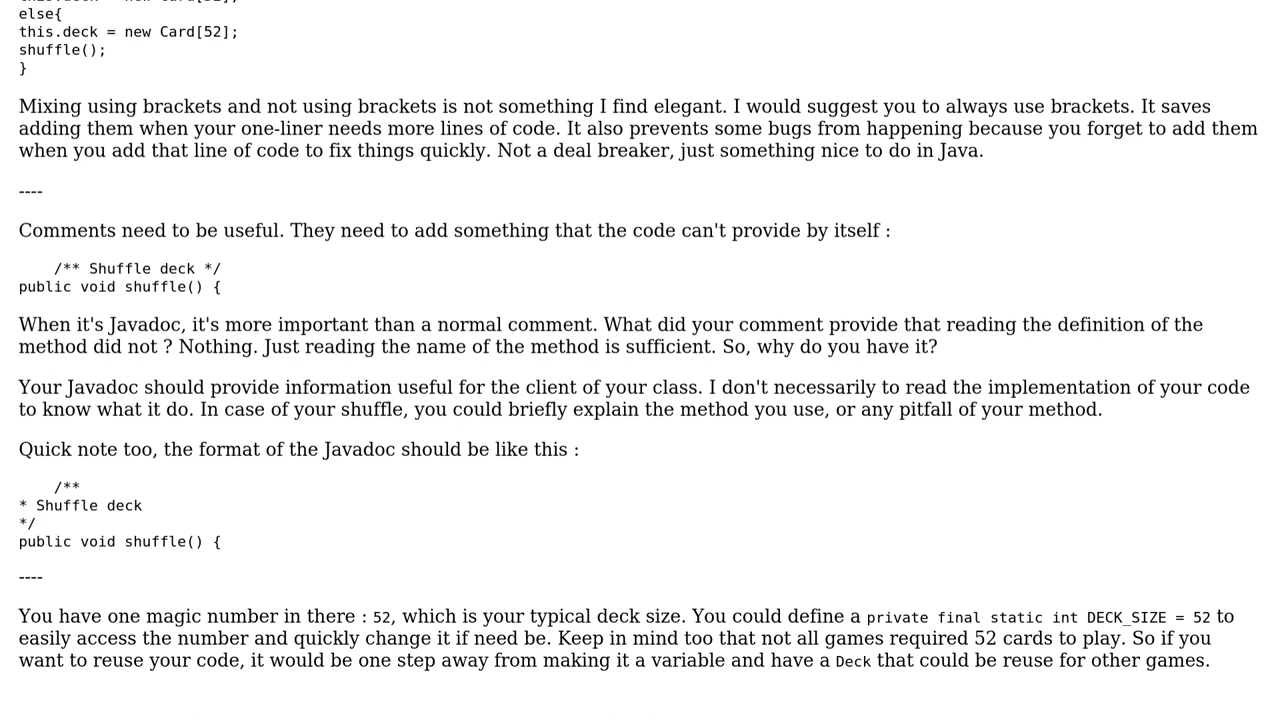 else{
this.deck = new Card[52];
shuffle();
}
Mixing using brackets and not using brackets is not something I find elegant. I would suggest you to always use brackets. It saves
adding them when your one-liner needs more lines of code. It also prevents some bugs from happening because you forget to add them
when you add that line of code to fix things quickly. Not a deal breaker, just something nice to do in Java.
----
Comments need to be useful. They need to add something that the code can't provide by itself :
/** Shuffle deck */
public void shuffle() {
When it's Javadoc, it's more important than a normal comment. What did your comment provide that reading the definition of the
method did not ? Nothing. Just reading the name of the method is sufficient. So, why do you have it?
Your Javadoc should provide information useful for the client of your class. I don't necessarily to read the implementation of your code
to know what it do. In case of your shuffle, you could briefly explain the method you use, or any pitfall of your method.
Quick note too, the format of the Javadoc should be like this :
/**
* Shuffle deck
*/
public void shuffle() {
----
You have one magic number in there : 52, which is your typical deck size. You could define a private final static int DECK_SIZE = 52 to
easily access the number and quickly change it if need be. Keep in mind too that not all games required 52 cards to play. So if you
want to reuse your code, it would be one step away from making it a variable and have a Deck that could be reuse for other games.